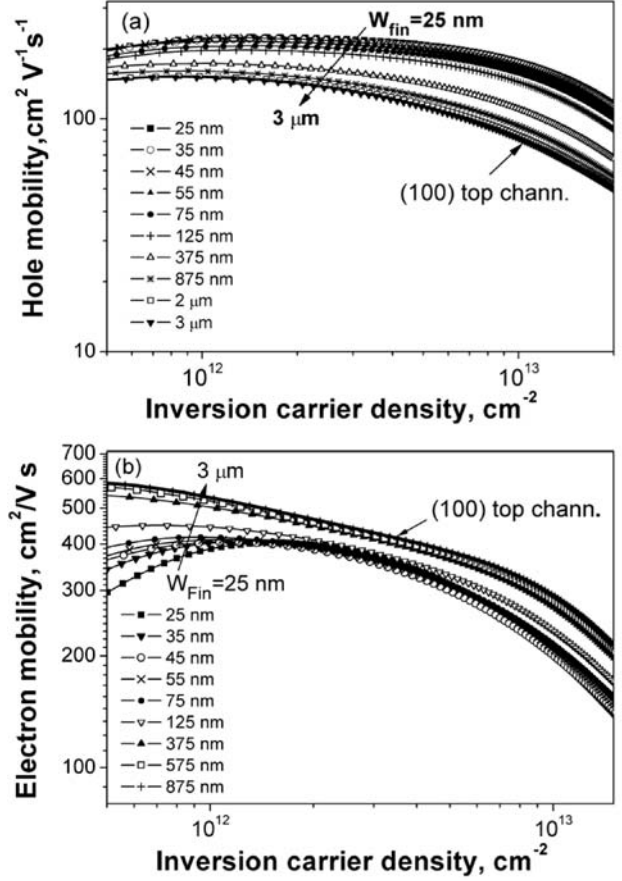 (a)
W_fin=25 nm
3 μm
(100) top chann.
Hole mobility,cm² V⁻¹s⁻¹
100
10
25 nm
35 nm
45 nm
55 nm
75 nm
125 nm
375 nm
875 nm
2 μm
3 μm
10¹² 10¹³
Inversion carrier density, cm⁻²
(b)
3 μm
(100) top chann.
W_Fin=25 nm
Electron mobility, cm²/V s
700
600
500
400
300
200
100
25 nm
35 nm
45 nm
55 nm
75 nm
125 nm
375 nm
575 nm
875 nm
10¹² 10¹³
Inversion carrier density, cm⁻²